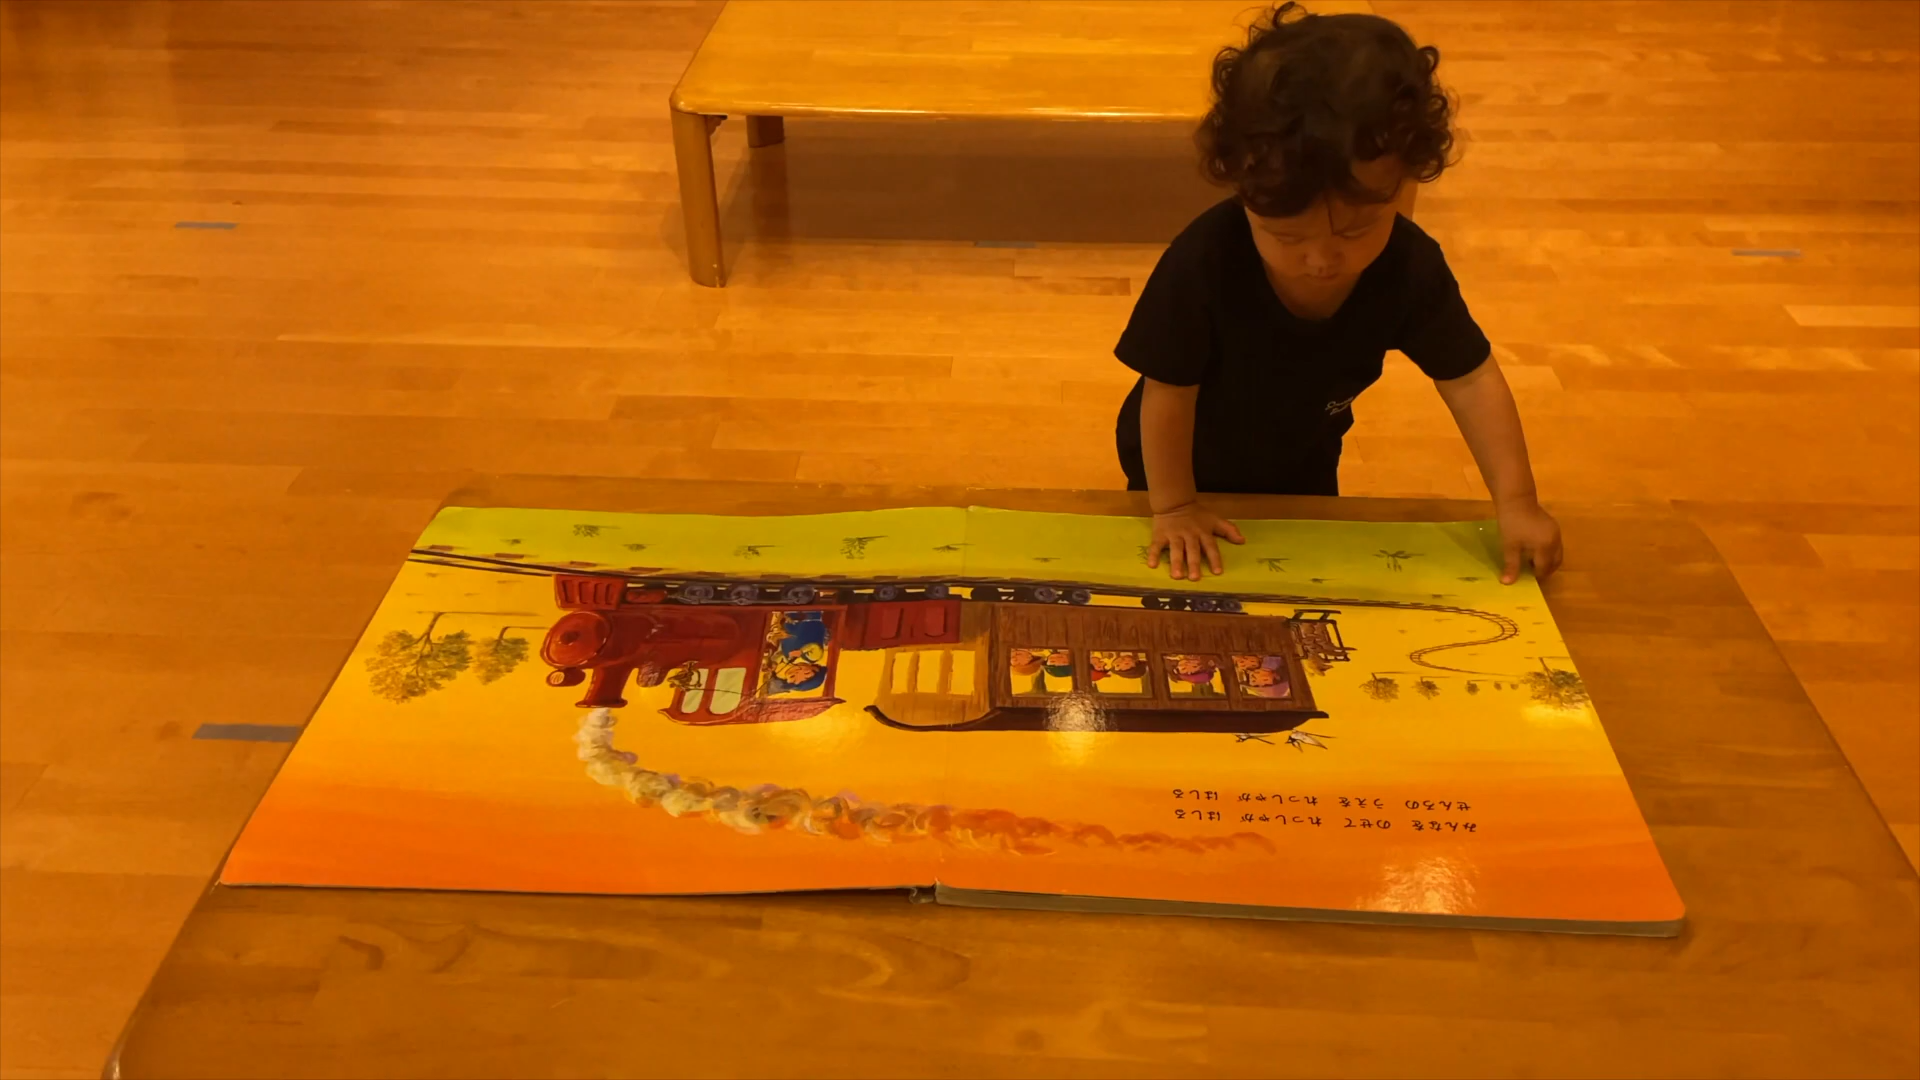 みんなを のせて れっしゃが はしる
せんろの うえを れっしゃが はしる